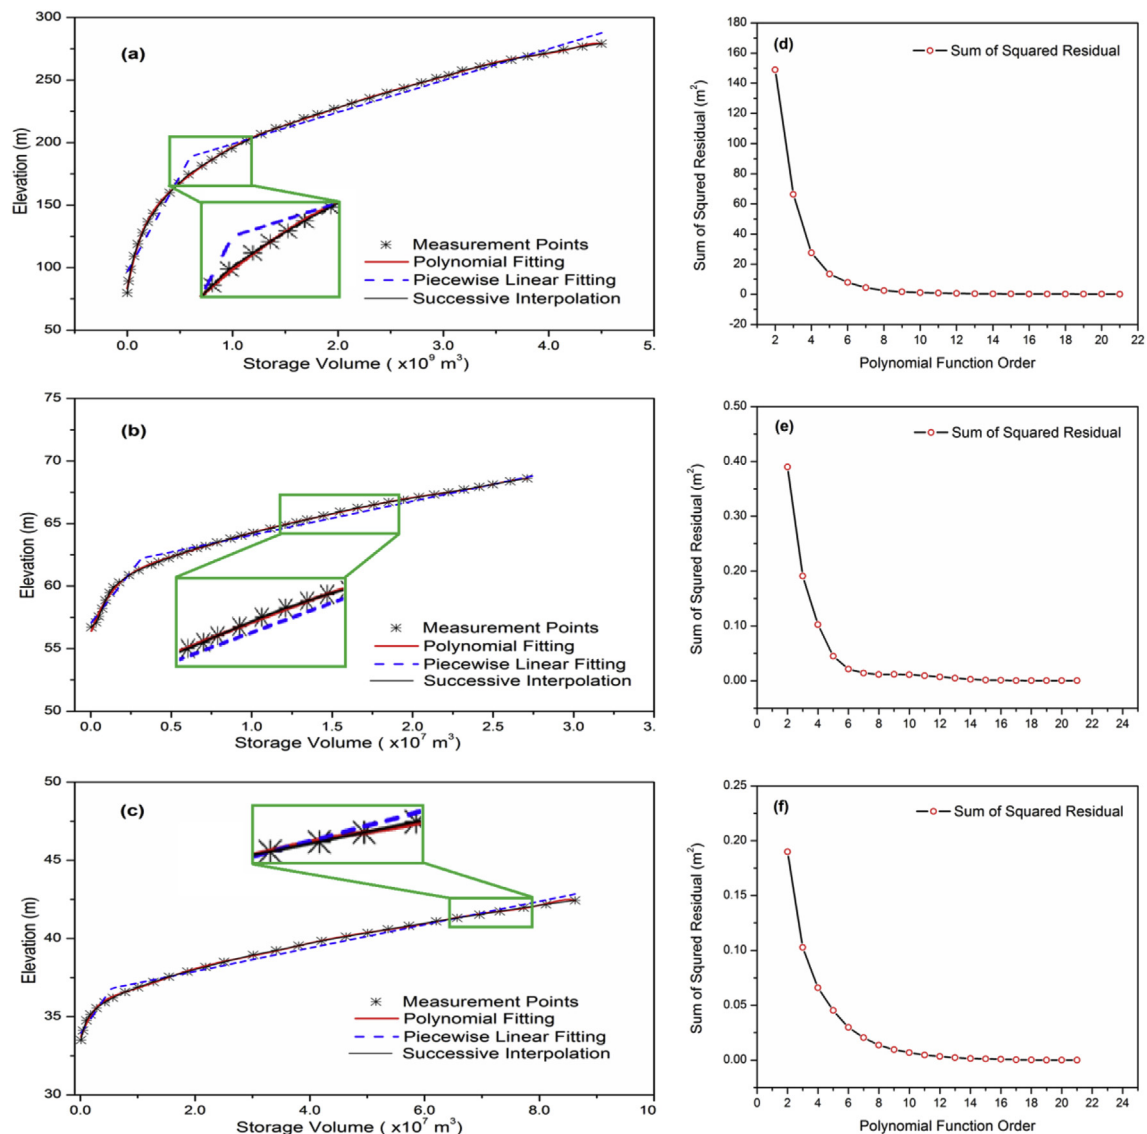 (a)
300
250
200
150
100
50
Elevation (m)
Measurement Points
Polynomial Fitting
Piecewise Linear Fitting
Successive Interpolation
0.0 1.0 2.0 3.0 4.0 5.
Storage Volume ( x10⁹ m³)
(d)
Sum of Squared Residual
180
160
140
120
100
80
60
40
20
0
-20
Sum of Squred Residual (m²)
2 4 6 8 10 12 14 16 18 20 22
Polynomial Function Order
(b)
75
70
65
60
55
50
Elevation (m)
Measurement Points
Polynomial Fitting
Piecewise Linear Fitting
Successive Interpolation
0.0 0.5 1.0 1.5 2.0 2.5 3.0 3.
Storage Volume ( x10⁷ m³)
(e)
Sum of Squared Residual
0.50
0.40
0.30
0.20
0.10
0.00
Sum of Squred Residual (m²)
0 2 4 6 8 10 12 14 16 18 20 22 24
Polynomial Function Order
(c)
50
45
40
35
30
Elevation (m)
Measurement Points
Polynomial Fitting
Piecewise Linear Fitting
Successive Interpolation
0.0 2.0 4.0 6.0 8.0 10
Storage Volume ( x10⁷ m³)
(f)
Sum of Squared Residual
0.25
0.20
0.15
0.10
0.05
0.00
Sum of Squred Residual (m²)
0 2 4 6 8 10 12 14 16 18 20 22 24
Polynomial Function Order